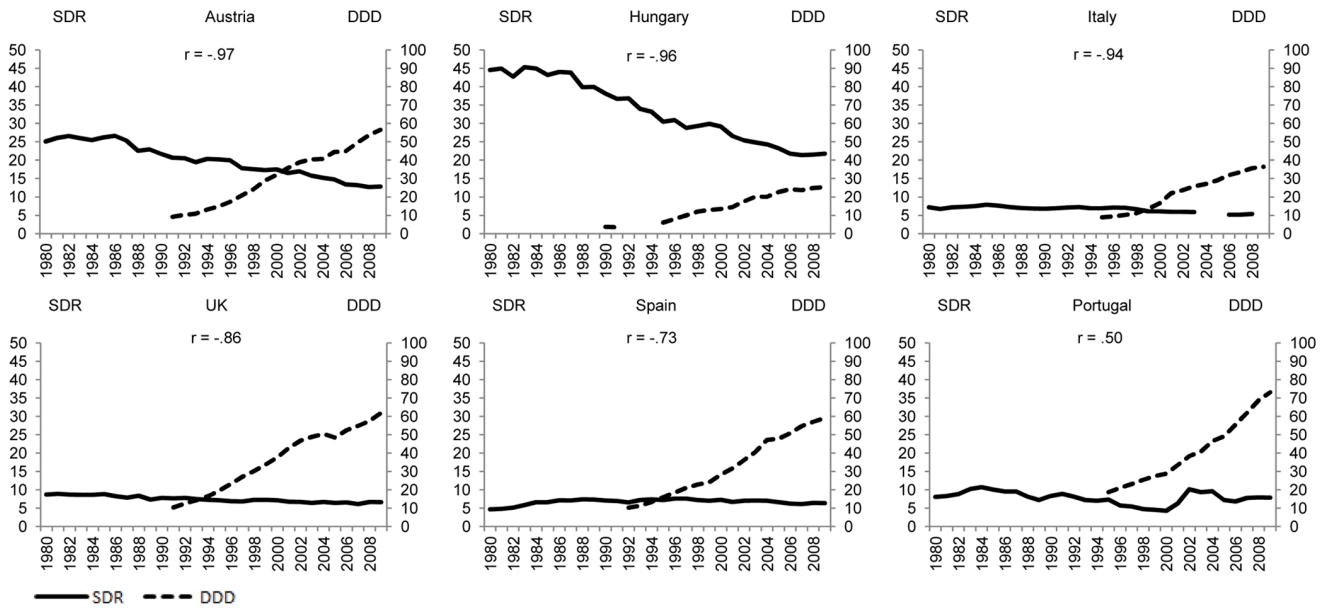 SDR Austria DDD
r = -.97
50 45 40 35 30 25 20 15 10 5 0
100 90 80 70 60 50 40 30 20 10 0
1980 1982 1984 1986 1988 1990 1992 1994 1996 1998 2000 2002 2004 2006 2008
SDR Hungary DDD
r = -.96
50 45 40 35 30 25 20 15 10 5 0
100 90 80 70 60 50 40 30 20 10 0
1980 1982 1984 1986 1988 1990 1992 1994 1996 1998 2000 2002 2004 2006 2008
SDR Italy DDD
r = -.94
50 45 40 35 30 25 20 15 10 5 0
100 90 80 70 60 50 40 30 20 10 0
1980 1982 1984 1986 1988 1990 1992 1994 1996 1998 2000 2002 2004 2006 2008
SDR UK DDD
r = -.86
50 45 40 35 30 25 20 15 10 5 0
100 90 80 70 60 50 40 30 20 10 0
1980 1982 1984 1986 1988 1990 1992 1994 1996 1998 2000 2002 2004 2006 2008
SDR Spain DDD
r = -.73
50 45 40 35 30 25 20 15 10 5 0
100 90 80 70 60 50 40 30 20 10 0
1980 1982 1984 1986 1988 1990 1992 1994 1996 1998 2000 2002 2004 2006 2008
SDR Portugal DDD
r = .50
50 45 40 35 30 25 20 15 10 5 0
100 90 80 70 60 50 40 30 20 10 0
1980 1982 1984 1986 1988 1990 1992 1994 1996 1998 2000 2002 2004 2006 2008
SDR DDD